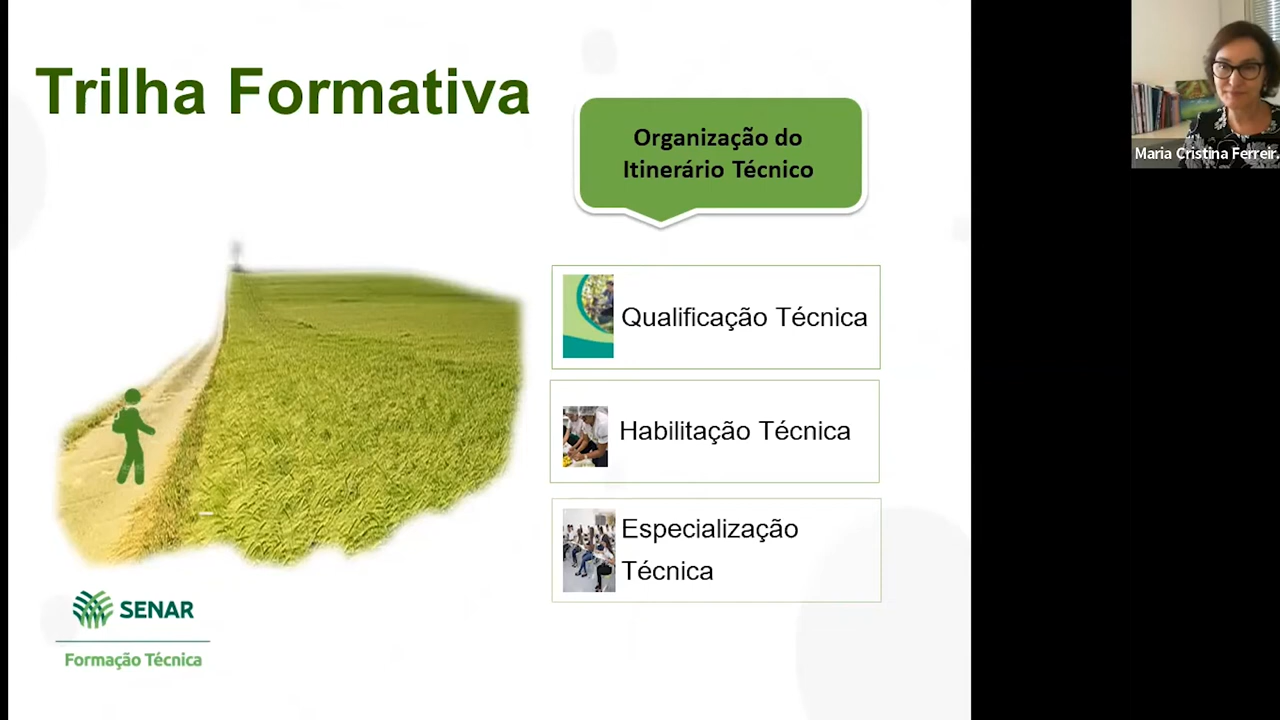 Trilha Formativa
Organização do
Itinerário Técnico
Qualificação Técnica
Habilitação Técnica
Especialização
Técnica
SENAR
Formação Técnica
Maria Cristina Ferreir.